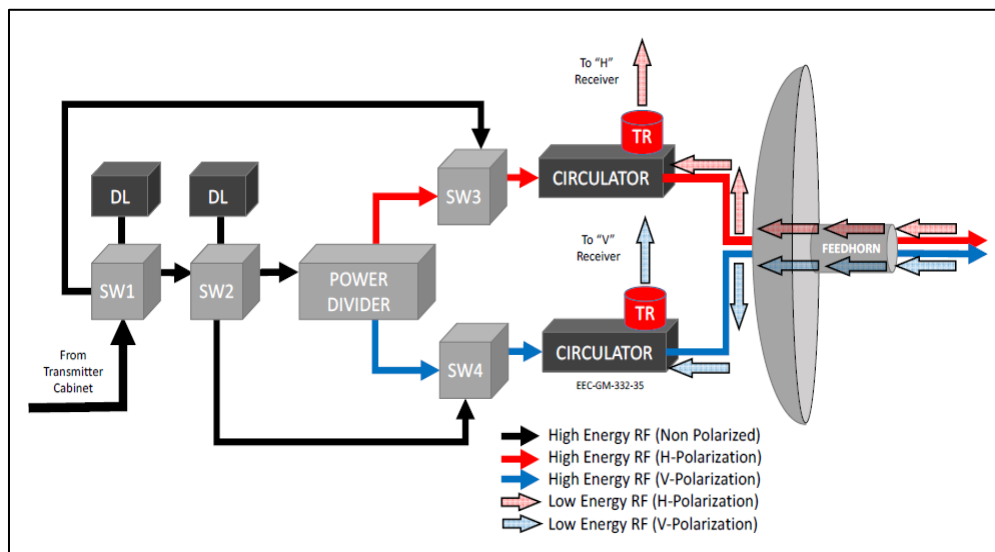 To “H”
Receiver
TR
CIRCULATOR
SW3
DL
DL
SW1
SW2
POWER
DIVIDER
FEEDHORN
To “V”
Receiver
TR
CIRCULATOR
SW4
EEC-GM-332-35
From
Transmitter
Cabinet
High Energy RF (Non Polarized)
High Energy RF (H-Polarization)
High Energy RF (V-Polarization)
Low Energy RF (H-Polarization)
Low Energy RF (V-Polarization)